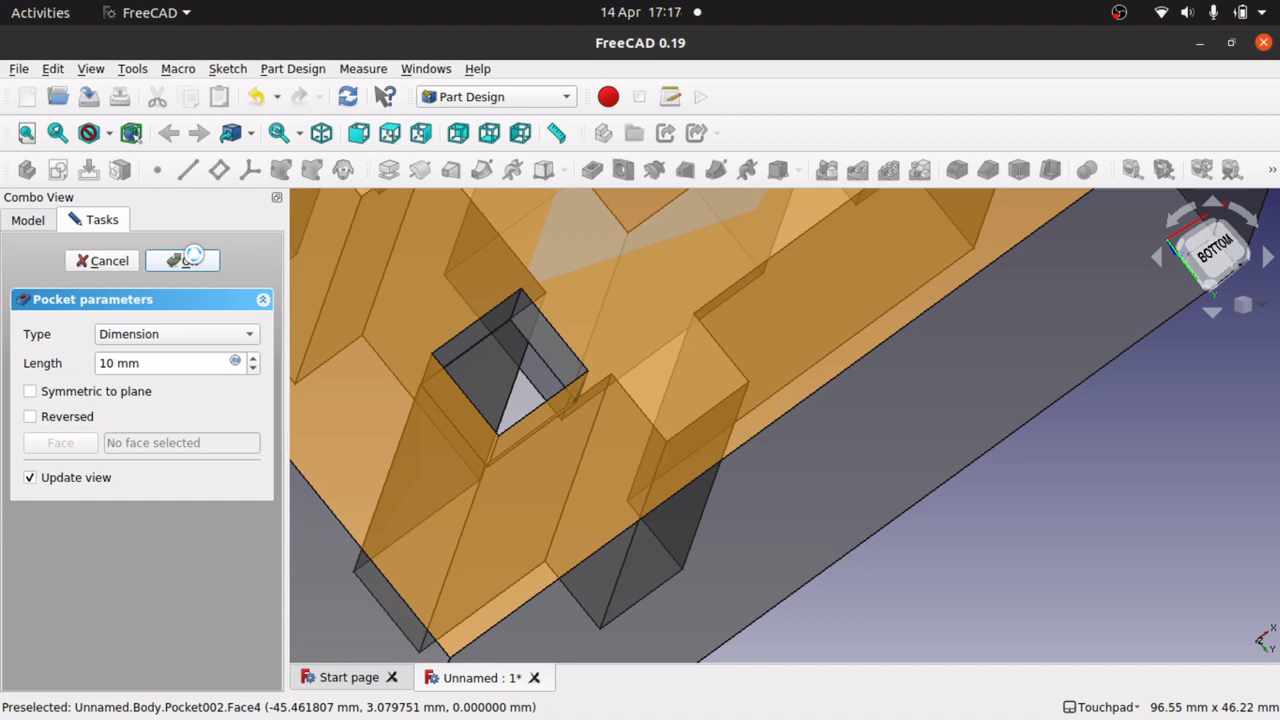 Activities FreeCAD 14 Apr 17:17
FreeCAD 0.19
File Edit View Tools Macro Sketch Part Design Measure Windows Help
Part Design
Combo View
Model Tasks
Cancel
Pocket parameters
Type Dimension
Length 10 mm
Symmetric to plane
Reversed
Face No face selected
Update view
BOTTOM
X
Y
Start page Unnamed : 1*
Preselected: Unnamed.Body.Pocket002.Face4 (-45.461807 mm, 3.079751 mm, 0.000000 mm) Touchpad 96.55 mm x 46.22 mm